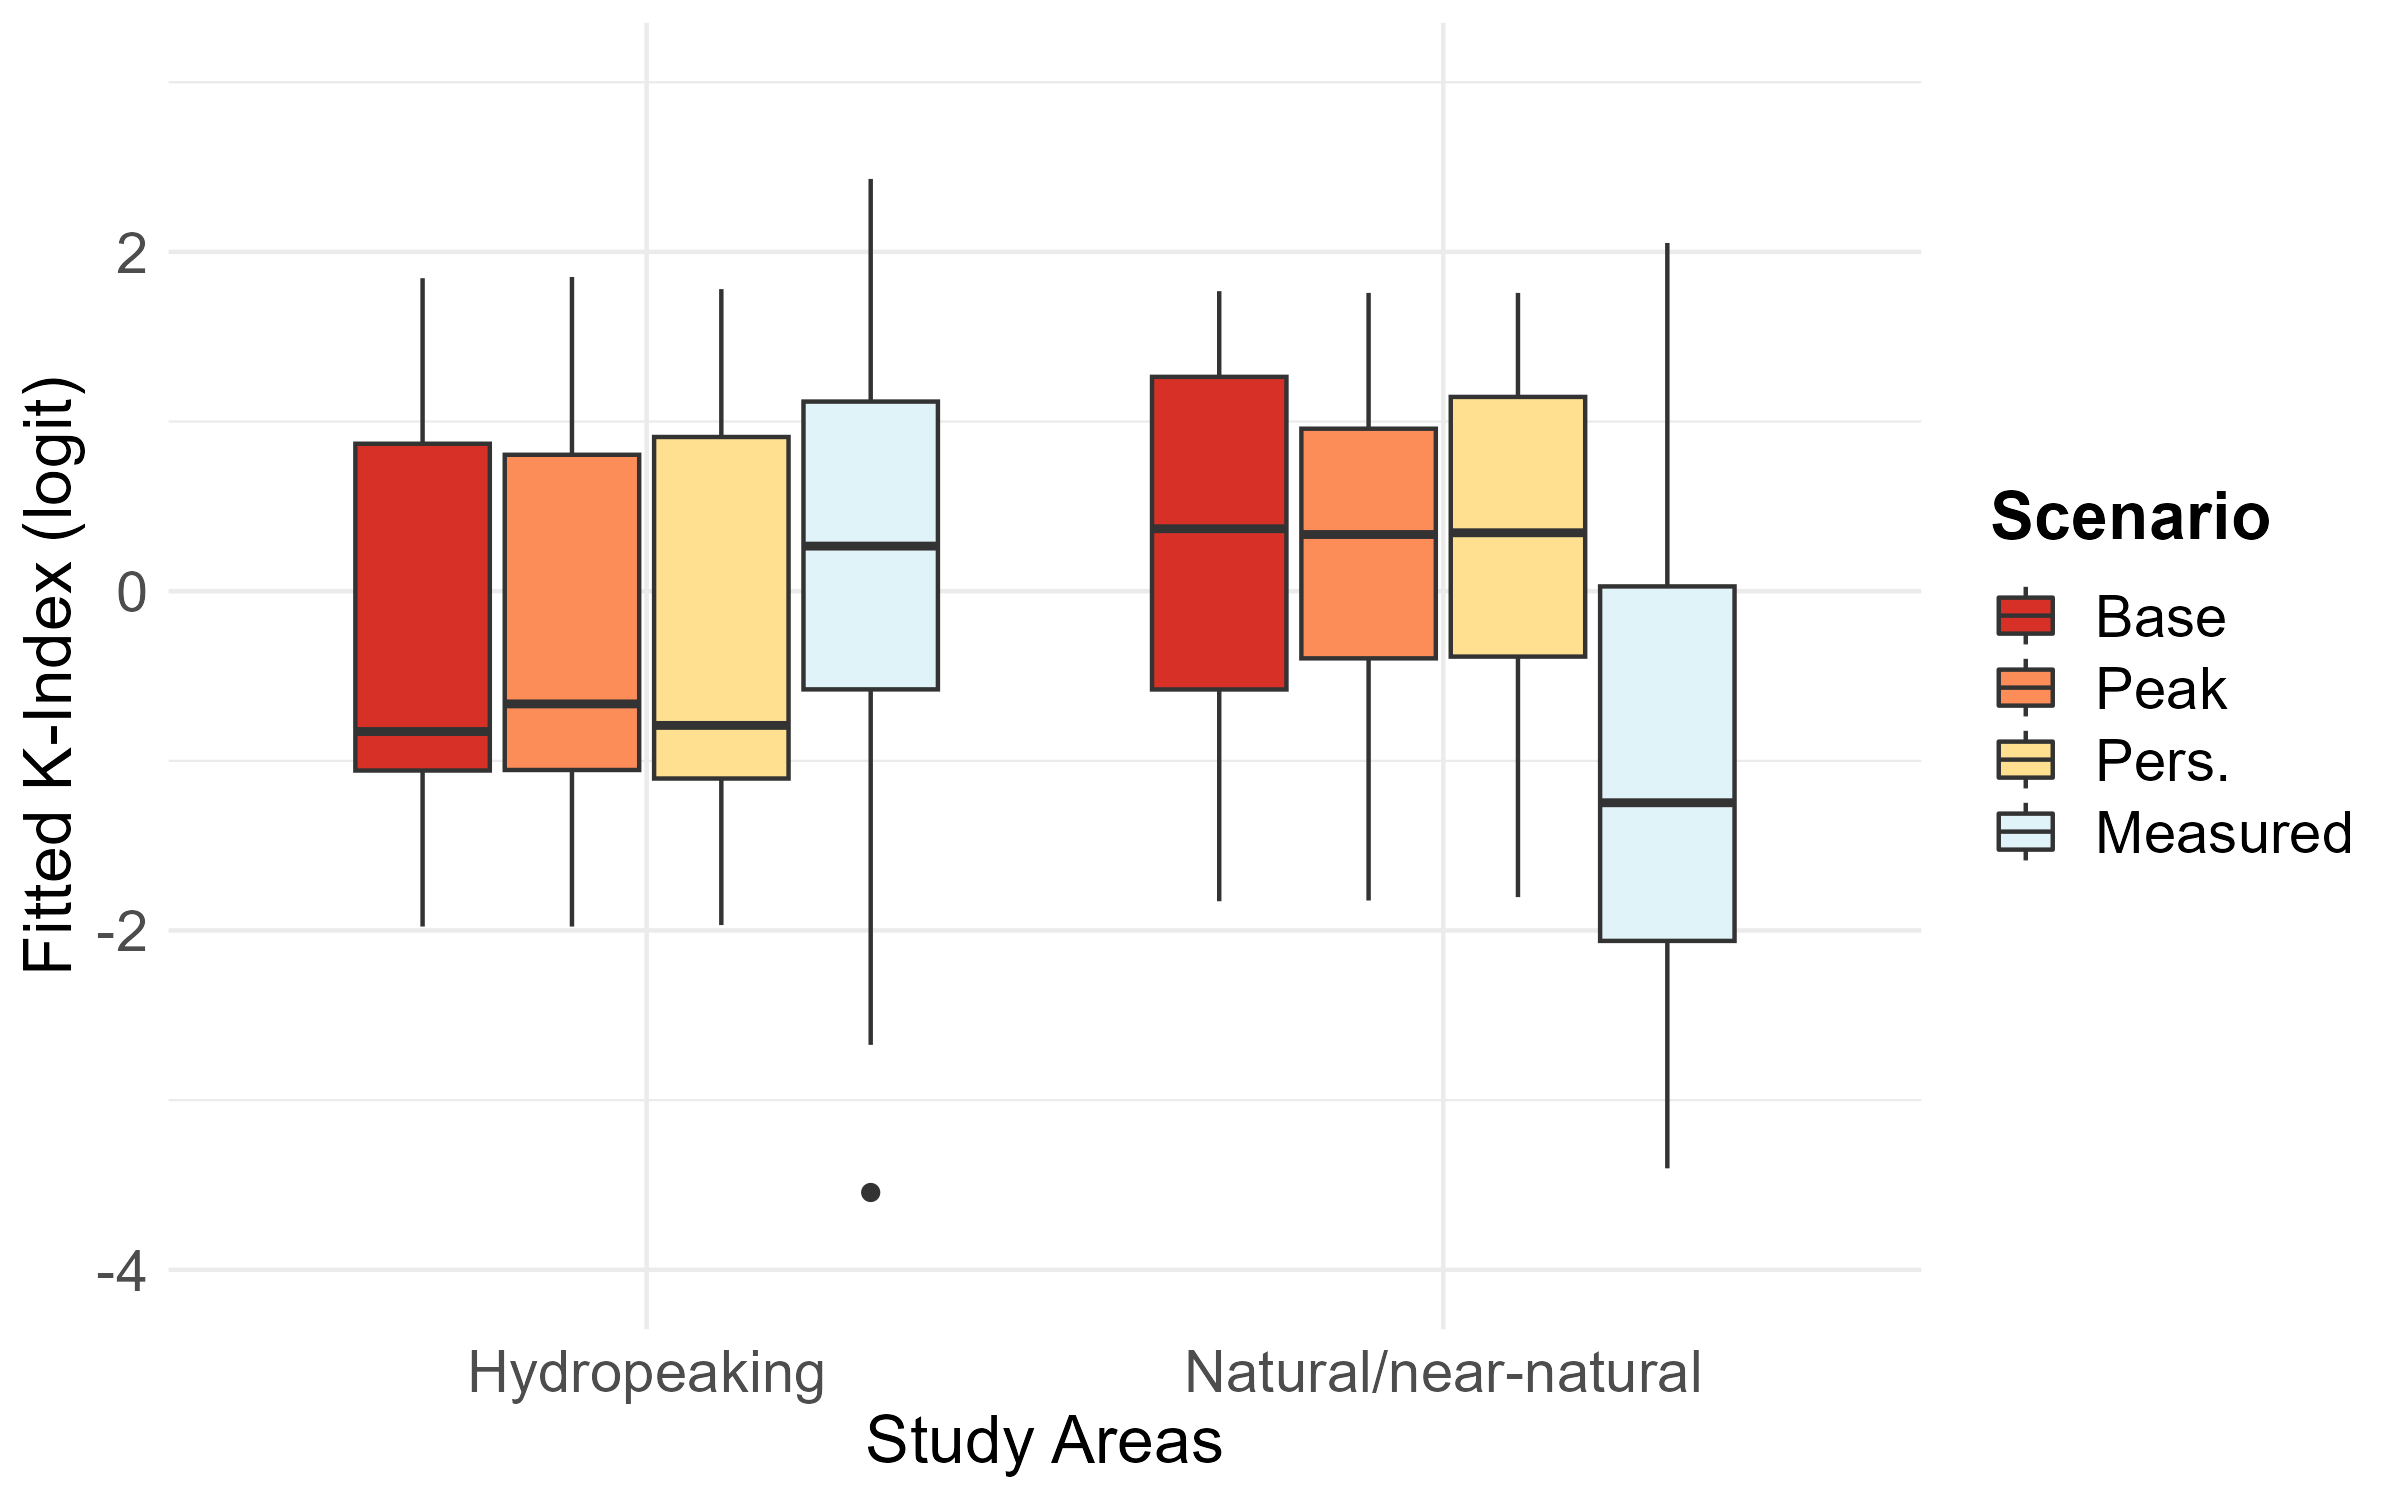 Fitted K-Index (logit)
2
0
-2
-4
Hydropeaking
Natural/near-natural
Study Areas
Scenario
Base
Peak
Pers.
Measured